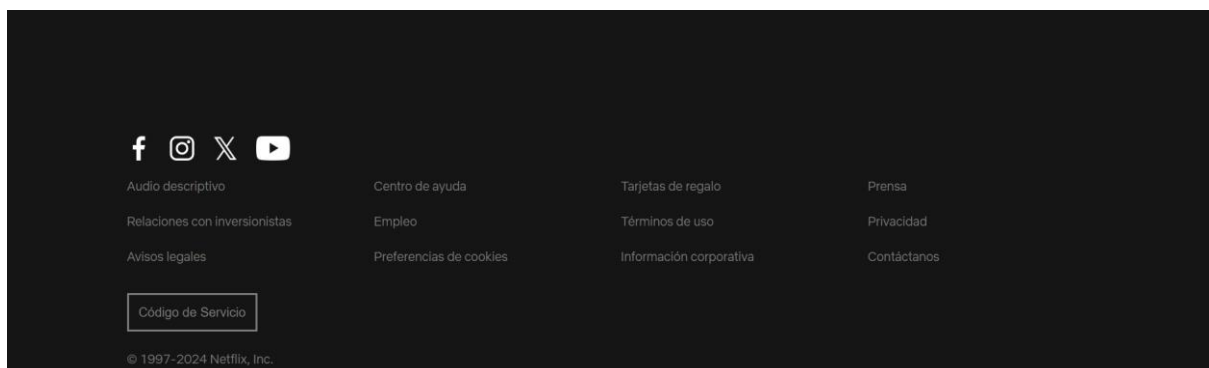 Audio descriptivo Centro de ayuda Tarjetas de regalo Prensa
Relaciones con inversionistas Empleo Términos de uso Privacidad
Avisos legales Preferencias de cookies Información corporativa Contáctanos
Código de Servicio
© 1997-2024 Netflix, Inc.